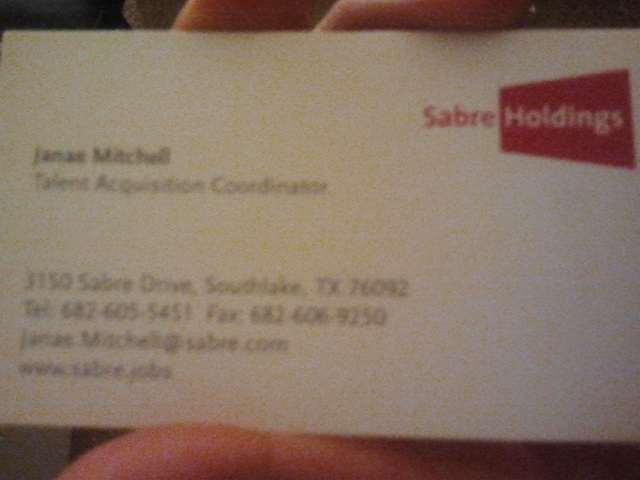 Sabre Holdings
Janae Mitchell
Talent Acquisition Coordinator
3150 Sabre Drive, Southlake, TX 76092
Tel: 682-605-5451 Fax: 682-606-9250
Janae.Mitchell@sabre.com
www.sabre.jobs